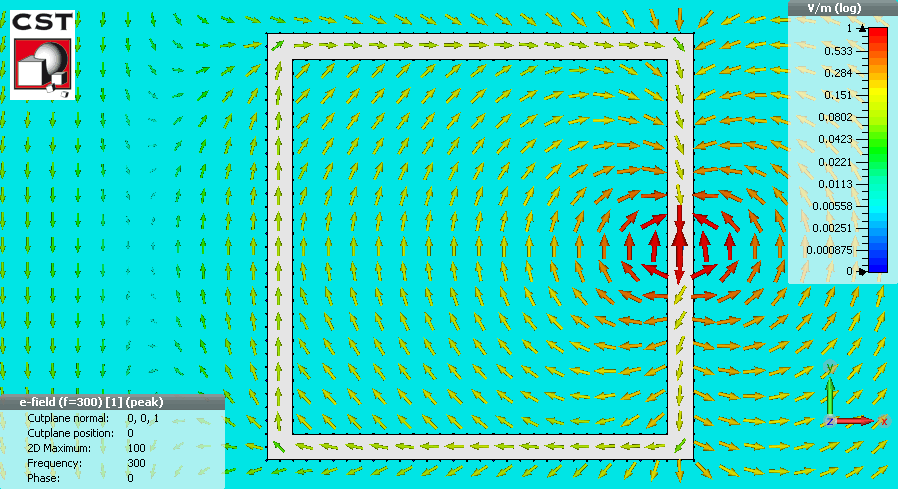 CST
V/m (log)
1
0.533
0.284
0.151
0.0802
0.0423
0.0221
0.0113
0.00558
0.00251
0.000875
0
y
z
x
e-field (f=300) [1] (peak)
Cutplane normal: 0, 0, 1
Cutplane position: 0
2D Maximum: 100
Frequency: 300
Phase: 0